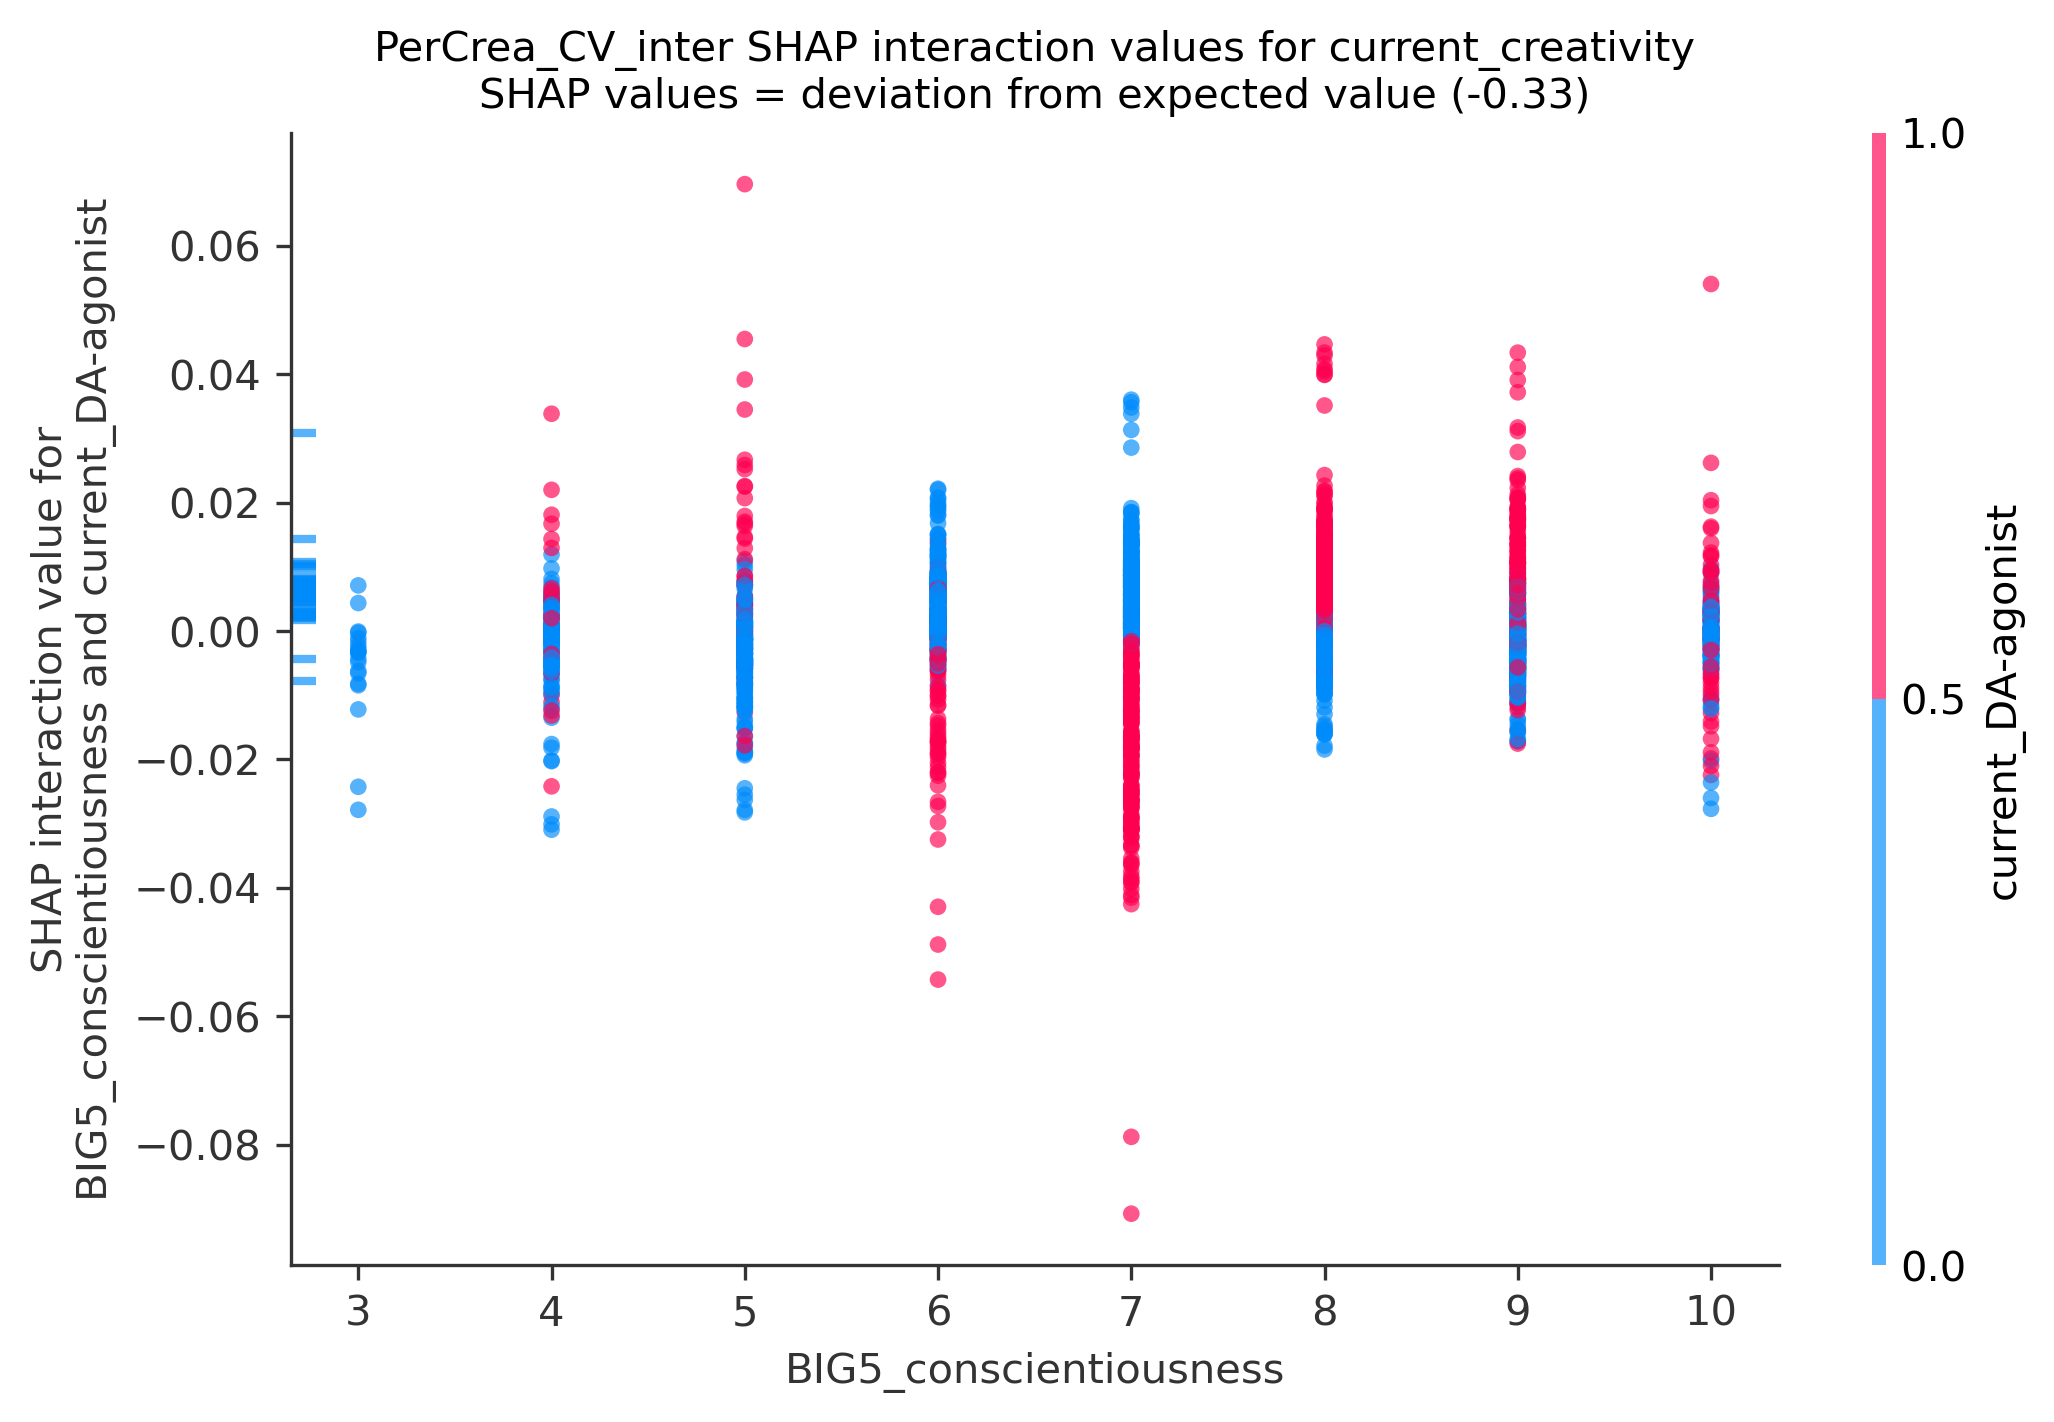 PerCrea_CV_inter SHAP interaction values for current_creativity
SHAP values = deviation from expected value (-0.33)
SHAP interaction value for
BIG5_conscientiousness and current_DA-agonist
0.06
0.04
0.02
0.00
−0.02
−0.04
−0.06
−0.08
3 4 5 6 7 8 9 10
BIG5_conscientiousness
1.0
0.5
0.0
current_DA-agonist